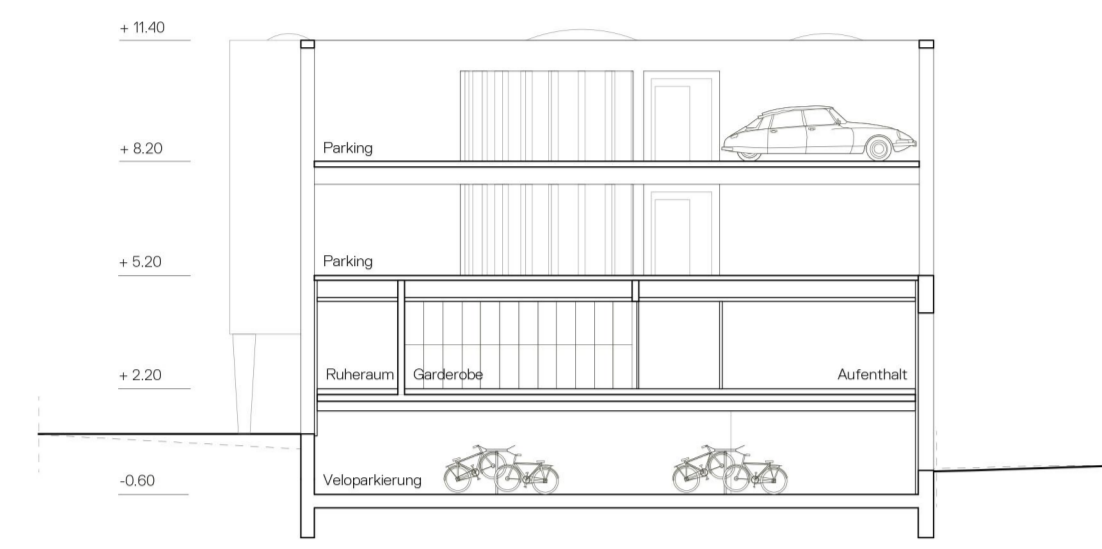 + 11.40
+ 8.20
Parking
+ 5.20
Parking
+ 2.20
Ruheraum
Garderobe
Aufenthalt
-0.60
Veloparkierung